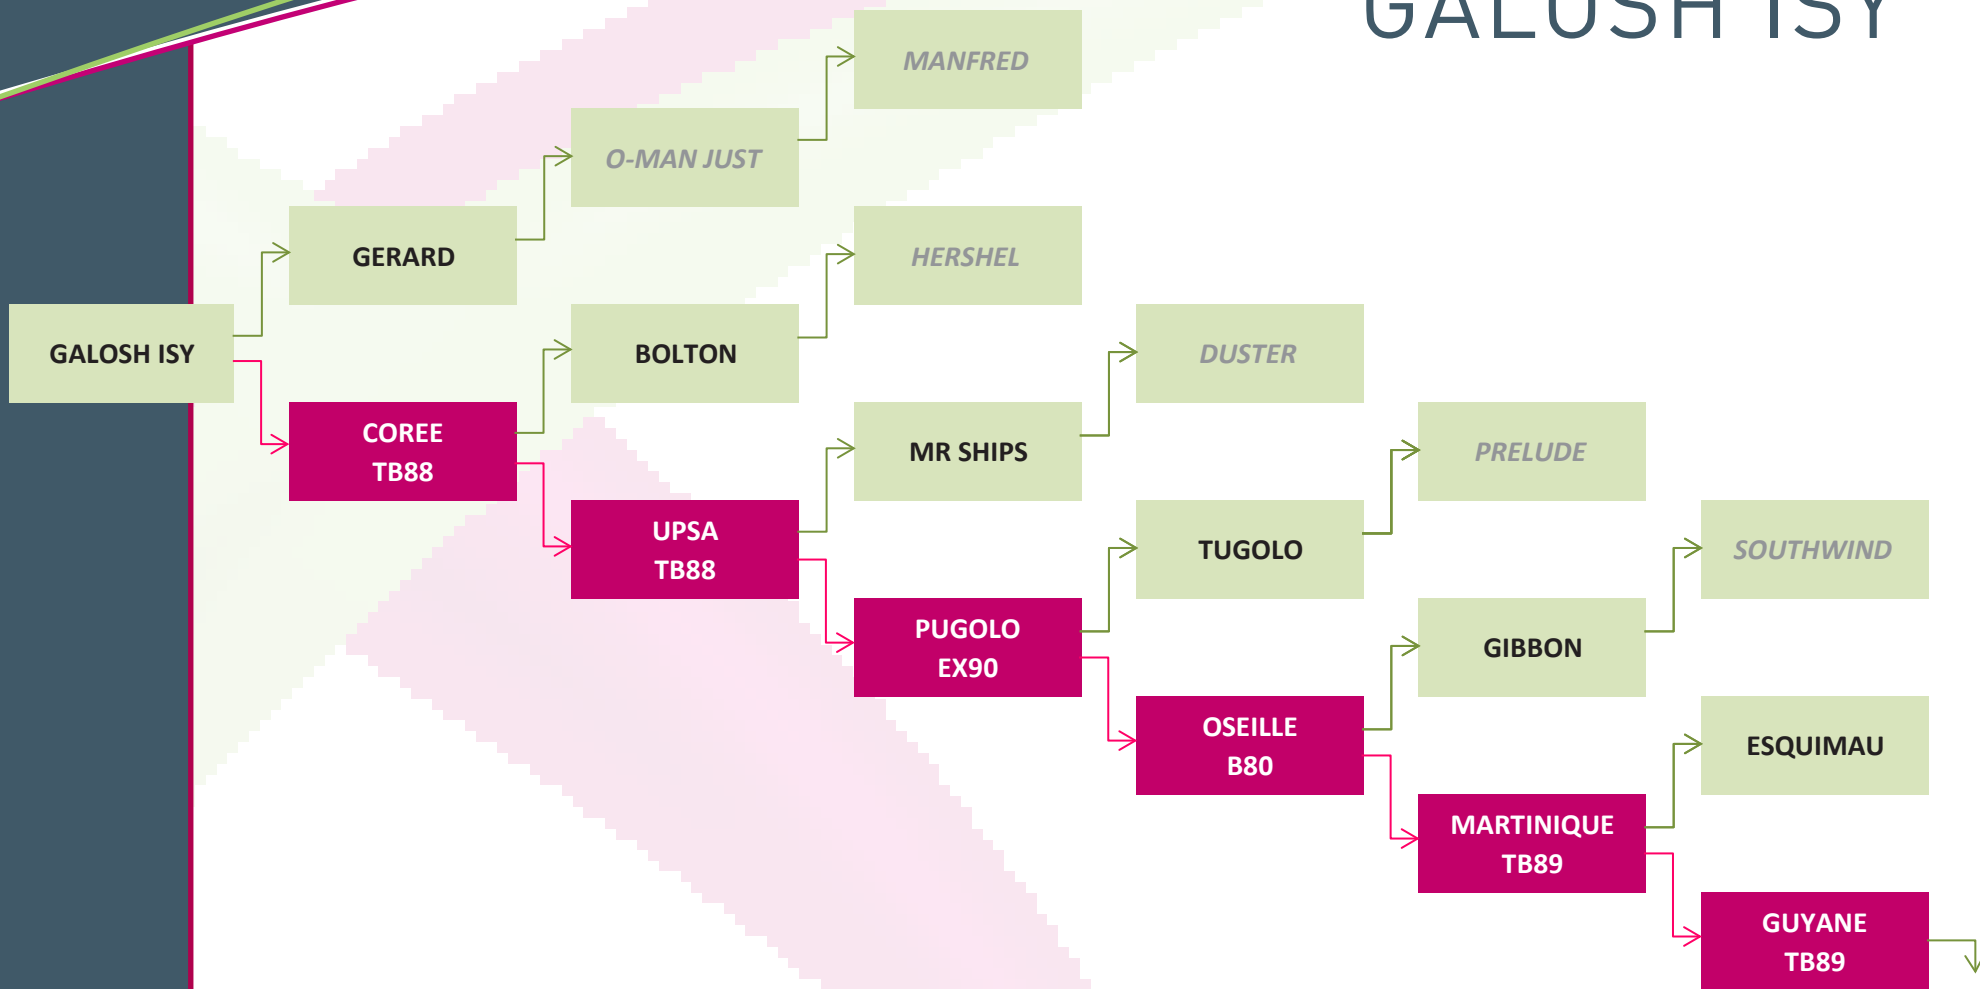 GALOSH ISY
MANFRED
O-MAN JUST
GERARD
HERSHEL
GALOSH ISY
BOLTON
DUSTER
COREE
TB88
MR SHIPS
PRELUDE
UPSA
TB88
TUGOLO
SOUTHWIND
PUGOLO
EX90
GIBBON
OSEILLE
B80
ESQUIMAU
MARTINIQUE
TB89
GUYANE
TB89